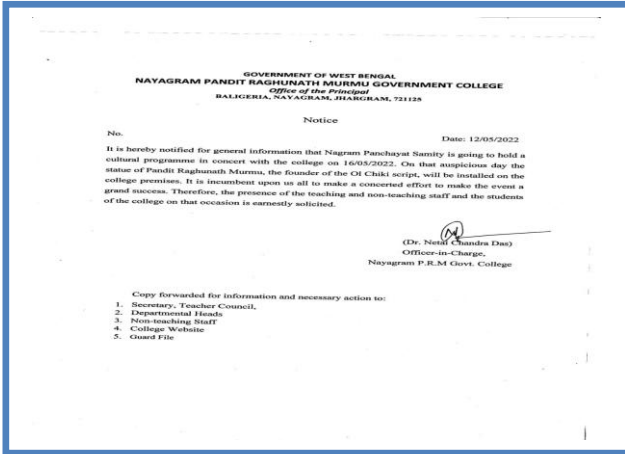 GOVERNMENT OF WEST BENGAL
NAYAGRAM PANDIT RAGHUNATH MURMU GOVERNMENT COLLEGE
Office of the Principal
BALIGERIA, NAYAGRAM, JHARGRAM, 721125
Notice
No.
Date: 12/05/2022
It is hereby notified for general information that Nagram Panchayat Samity is going to hold a
cultural programme in concert with the college on 16/05/2022. On that auspicious day the
statue of Pandit Raghunath Murmu, the founder of the Ol Chiki script, will be installed on the
college premises. It is incumbent upon us all to make a concerted effort to make the event a
grand success. Therefore, the presence of the teaching and non-teaching staff and the students
of the college on that occasion is earnestly solicited.
(Dr. Netai Chandra Das)
Officer-in-Charge,
Nayagram P.R.M Govt. College
Copy forwarded for information and necessary action to:
1. Secretary, Teacher Council,
2. Departmental Heads
3. Non-teaching Staff
4. College Website
5. Guard File